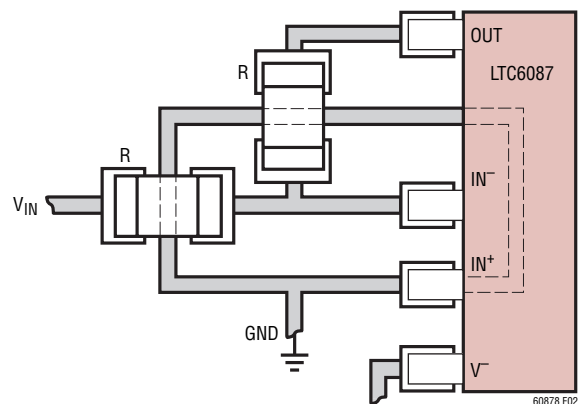 OUT
R
LTC6087
R
IN⁻
V_IN
IN⁺
GND
V⁻
60878 F02